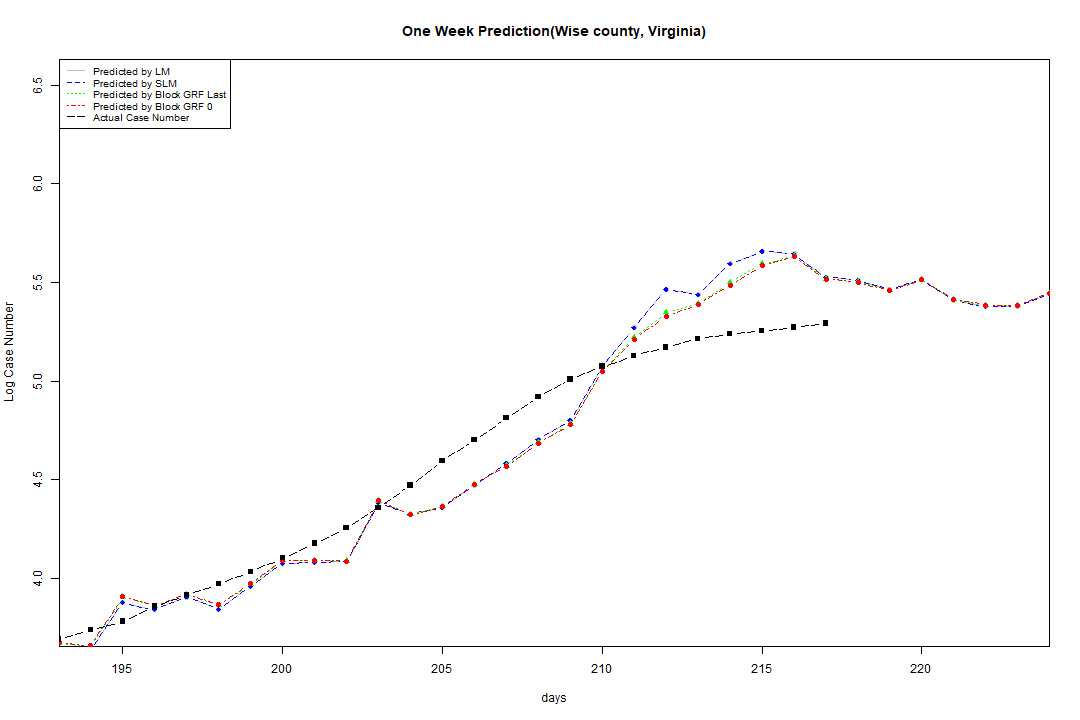 One Week Prediction(Wise county, Virginia)
Predicted by LM
Predicted by SLM
Predicted by Block GRF Last
Predicted by Block GRF 0
Actual Case Number
6.5
6.0
5.5
5.0
4.5
4.0
Log Case Number
195 200 205 210 215 220
days